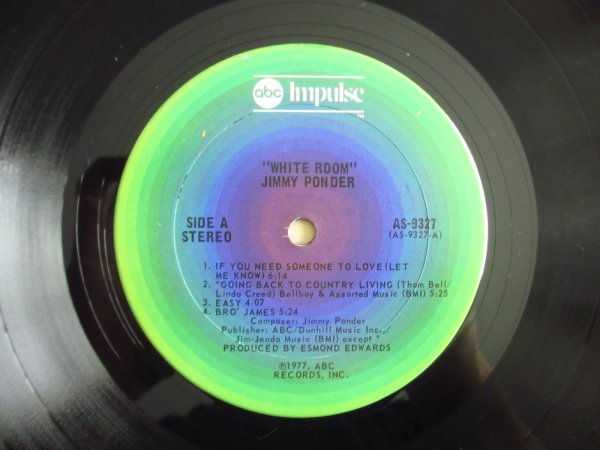 abc Impulse
TM
"WHITE ROOM"
JIMMY PONDER
SIDE A
STEREO
AS-9327
(AS-9327-A)
1. IF YOU NEED SOMEONE TO LOVE (LET
ME KNOW) 6:14
2. *GOING BACK TO COUNTRY LIVING (Thom Bell/
Linda Creed) Bellboy & Assorted Music (BMI) 5:25
3. EASY 4:07
4. BRO' JAMES 5:24
Composer: Jimmy Ponder
Publisher: ABC/Dunhill Music Inc.,/
Jim-Jenda Music (BMI) except *
PRODUCED BY ESMOND EDWARDS
℗1977, ABC
RECORDS, INC.